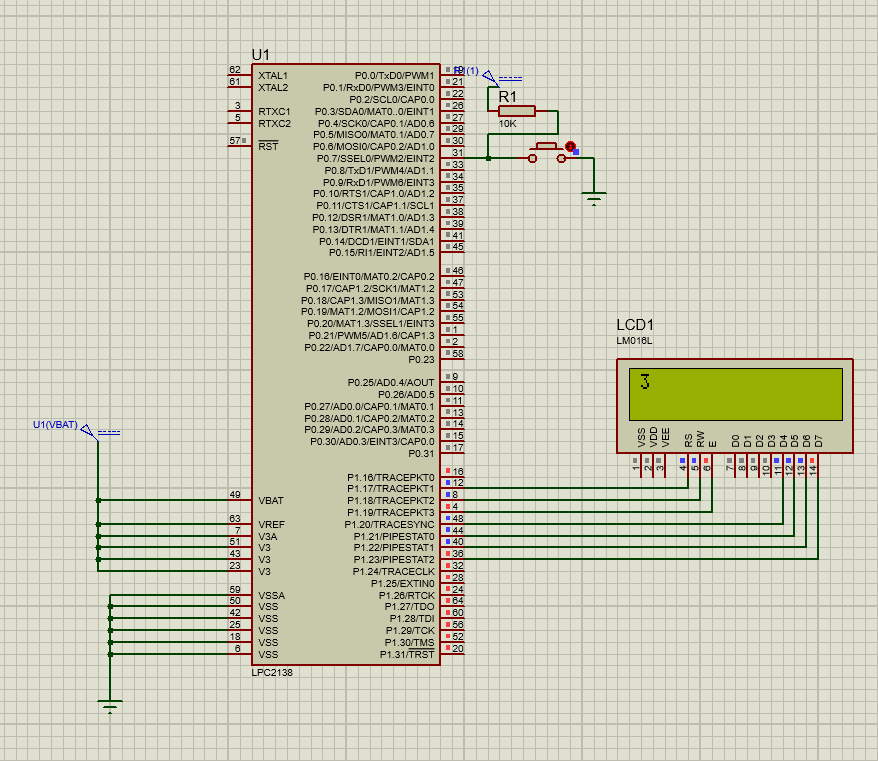 U1
62 XTAL1 P0.0/TxD0/PWM1 19 R1(1)
61 XTAL2 P0.1/RxD0/PWM3/EINT0 21
P0.2/SCL0/CAP0.0 22
R1
3 RTXC1 P0.3/SDA0/MAT0..0/EINT1 26
5 RTXC2 P0.4/SCK0/CAP0.1/AD0.6 27
10K
P0.5/MISO0/MAT0.1/AD0.7 29
57 RST P0.6/MOSI0/CAP0.2/AD1.0 30
P0.7/SSEL0/PWM2/EINT2 31
P0.8/TxD1/PWM4/AD1.1 33
P0.9/RxD1/PWM6/EINT3 34
P0.10/RTS1/CAP1.0/AD1.2 35
P0.11/CTS1/CAP1.1/SCL1 37
P0.12/DSR1/MAT1.0/AD1.3 38
P0.13/DTR1/MAT1.1/AD1.4 39
P0.14/DCD1/EINT1/SDA1 41
P0.15/RI1/EINT2/AD1.5 45
P0.16/EINT0/MAT0.2/CAP0.2 46
P0.17/CAP1.2/SCK1/MAT1.2 47
P0.18/CAP1.3/MISO1/MAT1.3 53
P0.19/MAT1.2/MOSI1/CAP1.2 54
P0.20/MAT1.3/SSEL1/EINT3 55
P0.21/PWM5/AD1.6/CAP1.3 1
P0.22/AD1.7/CAP0.0/MAT0.0 2
P0.23 58
P0.25/AD0.4/AOUT 9
P0.26/AD0.5 10
P0.27/AD0.0/CAP0.1/MAT0.1 11
P0.28/AD0.1/CAP0.2/MAT0.2 13
P0.29/AD0.2/CAP0.3/MAT0.3 14
P0.30/AD0.3/EINT3/CAP0.0 15
P0.31 17
U1(VBAT)
P1.16/TRACEPKT0 16
P1.17/TRACEPKT1 12
49 VBAT P1.18/TRACEPKT2 8
P1.19/TRACEPKT3 4
63 VREF P1.20/TRACESYNC 48
7 V3A P1.21/PIPESTAT0 44
51 V3 P1.22/PIPESTAT1 40
43 V3 P1.23/PIPESTAT2 36
23 V3 P1.24/TRACECLK 32
P1.25/EXTIN0 28
59 VSSA P1.26/RTCK 24
50 VSS P1.27/TDO 64
42 VSS P1.28/TDI 60
25 VSS P1.29/TCK 56
18 VSS P1.30/TMS 52
6 VSS P1.31/TRST 20
LPC2138
LCD1
LM016L
3
VSS VDD VEE RS RW E D0 D1 D2 D3 D4 D5 D6 D7
1 2 3 4 5 6 7 8 9 10 11 12 13 14